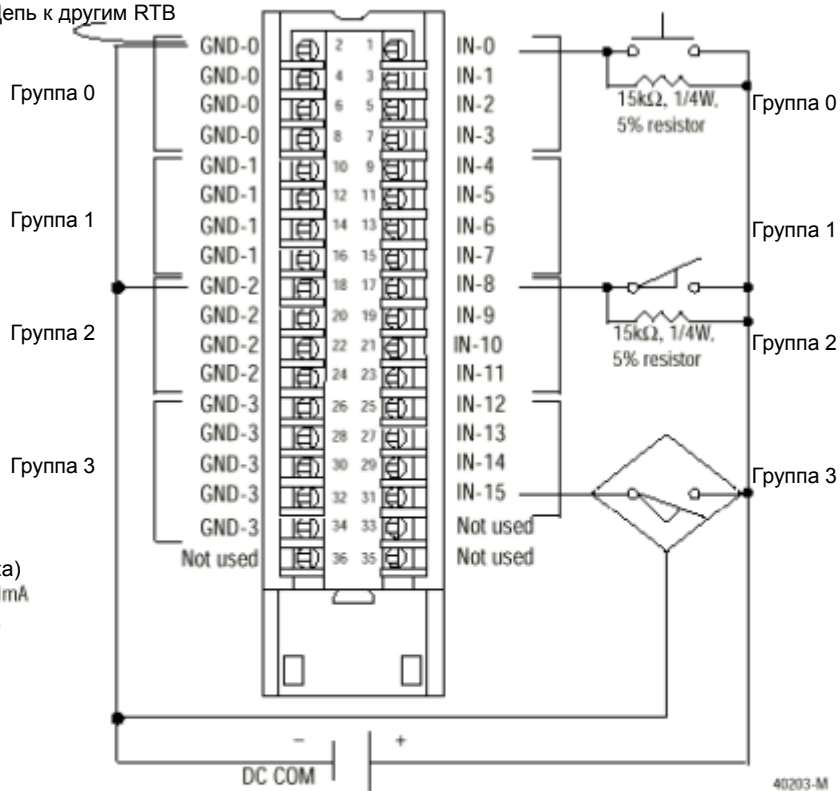 Цепь к другим RTB
GND-0 2 1 IN-0
GND-0 4 3 IN-1
Группа 0
GND-0 6 5 IN-2
15kΩ, 1/4W,
5% resistor
Группа 0
GND-0 8 7 IN-3
GND-1 10 9 IN-4
GND-1 12 11 IN-5
Группа 1
GND-1 14 13 IN-6
Группа 1
GND-1 16 15 IN-7
GND-2 18 17 IN-8
GND-2 20 19 IN-9
Группа 2
GND-2 22 21 IN-10
15kΩ, 1/4W,
5% resistor
Группа 2
GND-2 24 23 IN-11
GND-3 26 25 IN-12
GND-3 28 27 IN-13
Группа 3
GND-3 30 29 IN-14
Группа 3
GND-3 32 31 IN-15
GND-3 34 33 Not used
Not used 36 35 Not used
mA
− +
DC COM
40203-M